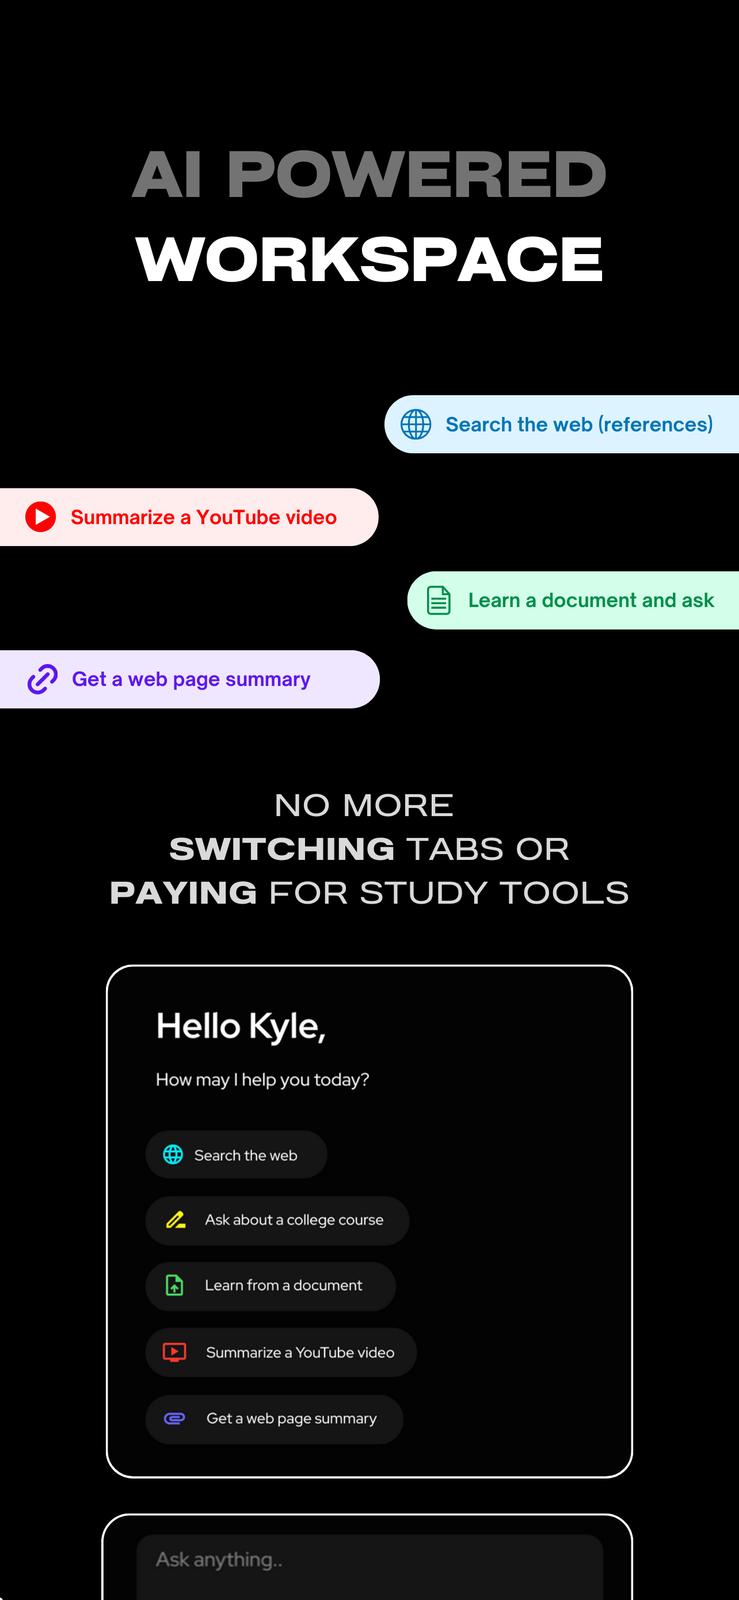 AI POWERED
WORKSPACE
Search the web (references)
Summarize a YouTube video
Learn a document and ask
Get a web page summary
NO MORE
SWITCHING TABS OR
PAYING FOR STUDY TOOLS
Hello Kyle,
How may I help you today?
Search the web
Ask about a college course
Learn from a document
Summarize a YouTube video
Get a web page summary
Ask anything..